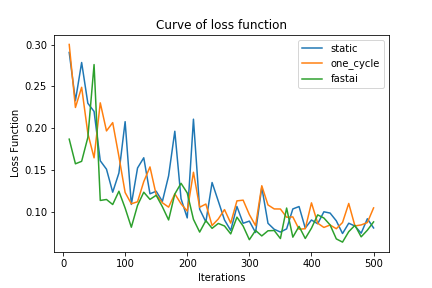 Curve of loss function
static
one_cycle
fastai
Loss Function
0.30
0.25
0.20
0.15
0.10
0 100 200 300 400 500
Iterations